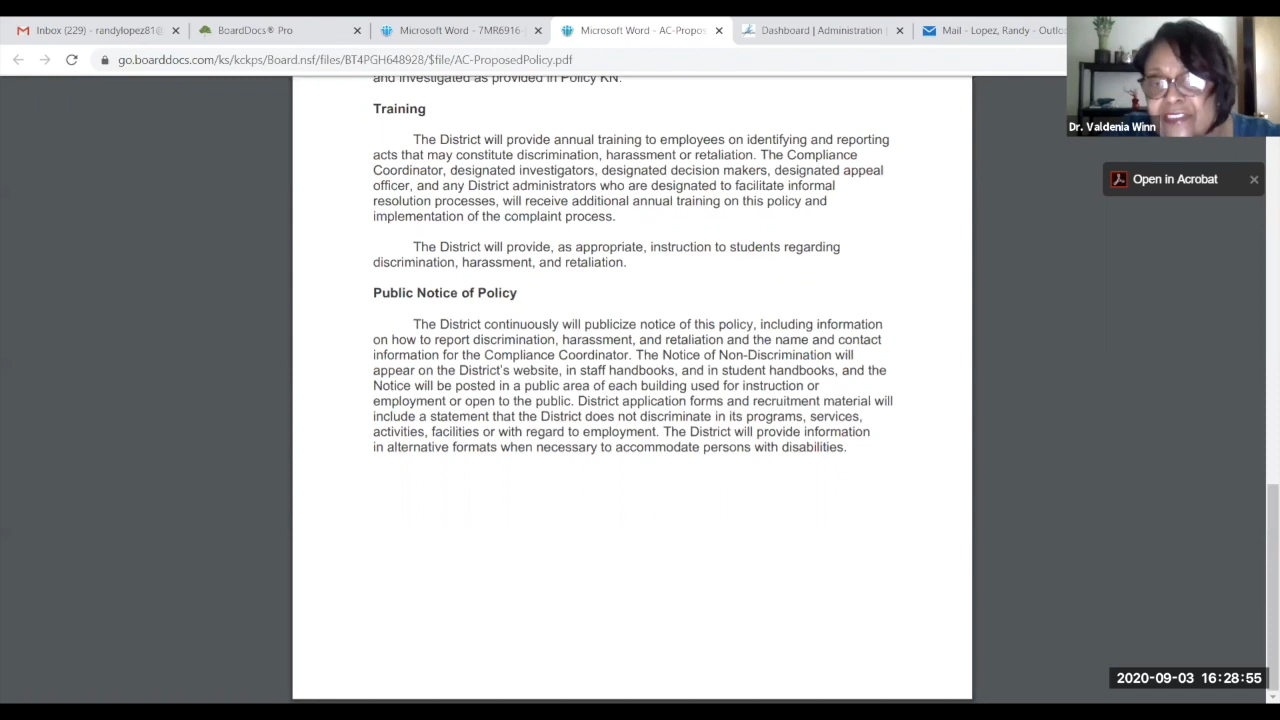 Inbox (229) - randylopez81@
BoardDocs® Pro
Microsoft Word - 7MR6916-
Microsoft Word - AC-Propos
Dashboard | Administration
Mail - Lopez, Randy - Outlo
go.boarddocs.com/ks/kckps/Board.nsf/files/BT4PGH648928/$file/AC-ProposedPolicy.pdf
Dr. Valdenia Winn
Open in Acrobat
and investigated as provided in Policy KN.
Training
The District will provide annual training to employees on identifying and reporting
acts that may constitute discrimination, harassment or retaliation. The Compliance
Coordinator, designated investigators, designated decision makers, designated appeal
officer, and any District administrators who are designated to facilitate informal
resolution processes, will receive additional annual training on this policy and
implementation of the complaint process.
The District will provide, as appropriate, instruction to students regarding
discrimination, harassment, and retaliation.
Public Notice of Policy
The District continuously will publicize notice of this policy, including information
on how to report discrimination, harassment, and retaliation and the name and contact
information for the Compliance Coordinator. The Notice of Non-Discrimination will
appear on the District's website, in staff handbooks, and in student handbooks, and the
Notice will be posted in a public area of each building used for instruction or
employment or open to the public. District application forms and recruitment material will
include a statement that the District does not discriminate in its programs, services,
activities, facilities or with regard to employment. The District will provide information
in alternative formats when necessary to accommodate persons with disabilities.
2020-09-03 16:28:55